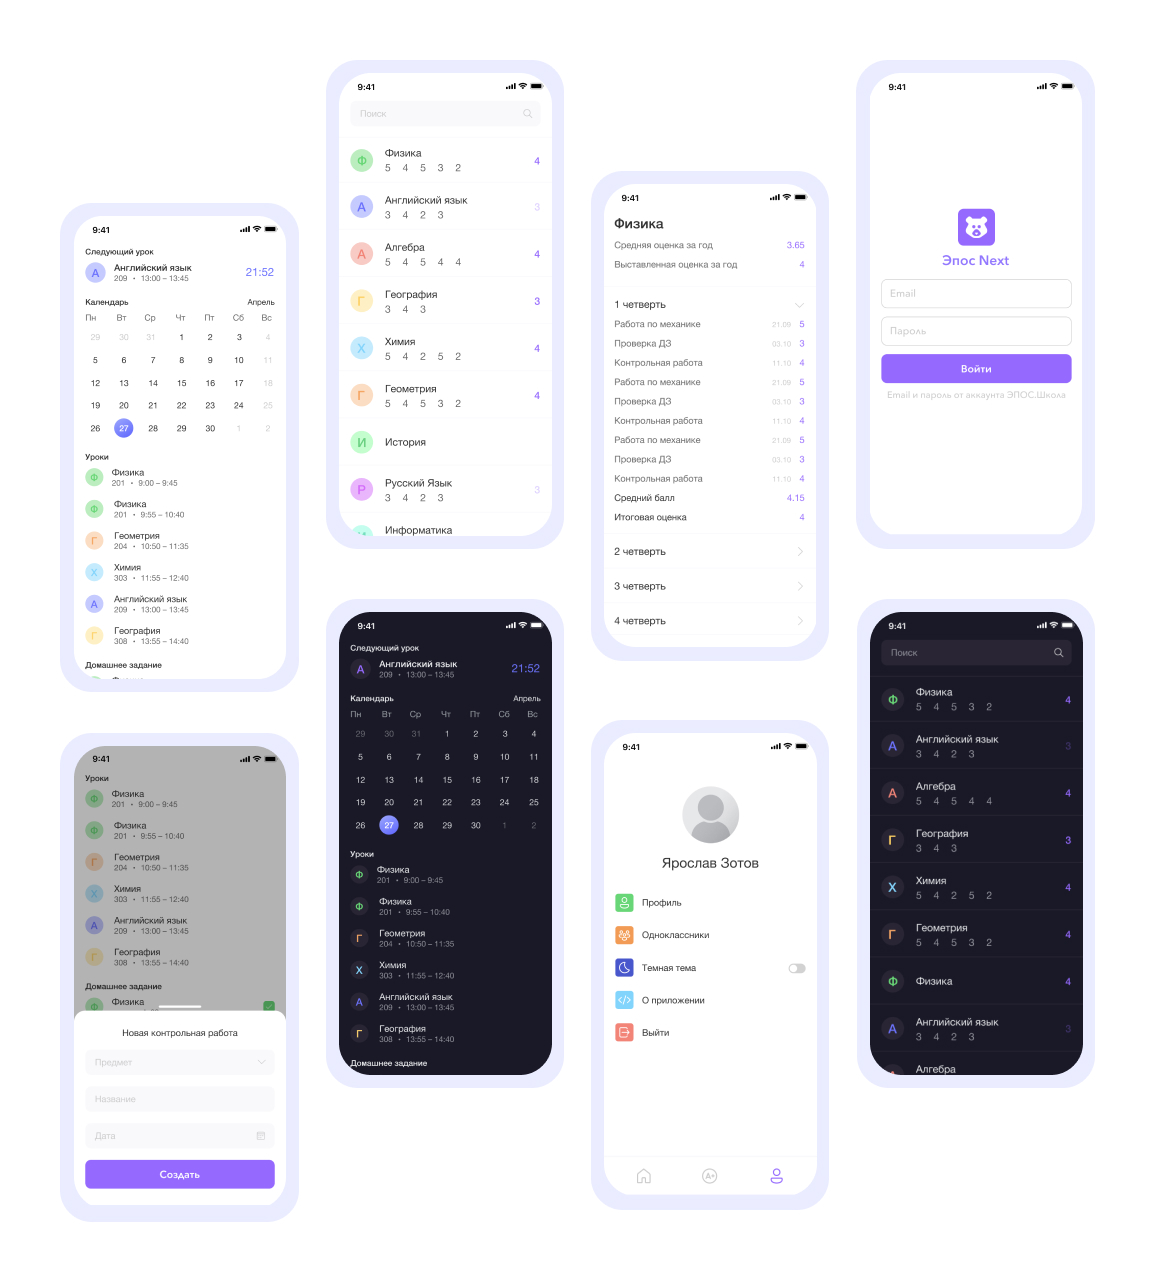 9:41
Следующий урок
А
Английский язык
209 • 13:00 – 13:45
21:52
Календарь
Апрель
Пн Вт Ср Чт Пт Сб Вс
29 30 31 1 2 3 4
5 6 7 8 9 10 11
12 13 14 15 16 17 18
19 20 21 22 23 24 25
26 27 28 29 30 1 2
Уроки
Ф
Физика
201 • 9:00 – 9:45
Ф
Физика
201 • 9:55 – 10:40
Г
Геометрия
204 • 10:50 – 11:35
Х
Химия
303 • 11:55 – 12:40
А
Английский язык
209 • 13:00 – 13:45
Г
География
308 • 13:55 – 14:40
Домашнее задание
9:41
Поиск
Ф
Физика
5 4 5 3 2
4
А
Английский язык
3 4 2 3
3
А
Алгебра
5 4 5 4 4
4
Г
География
3 4 3
3
Х
Химия
5 4 2 5 2
4
Г
Геометрия
5 4 5 3 2
4
И
История
Р
Русский Язык
3 4 2 3
3
Информатика
9:41
Физика
Средняя оценка за год 3.65
Выставленная оценка за год 4
1 четверть
Работа по механике 21.09 5
Проверка ДЗ 03.10 3
Контрольная работа 11.10 4
Работа по механике 21.09 5
Проверка ДЗ 03.10 3
Контрольная работа 11.10 4
Работа по механике 21.09 5
Проверка ДЗ 03.10 3
Контрольная работа 11.10 4
Средний балл 4.15
Итоговая оценка 4
2 четверть
3 четверть
4 четверть
9:41
Эпос Next
Email
Пароль
Войти
Email и пароль от аккаунта ЭПОС.Школа
9:41
Уроки
Ф
Физика
201 • 9:00 – 9:45
Ф
Физика
201 • 9:55 – 10:40
Г
Геометрия
204 • 10:50 – 11:35
Х
Химия
303 • 11:55 – 12:40
А
Английский язык
209 • 13:00 – 13:45
Г
География
308 • 13:55 – 14:40
Домашнее задание
Ф
Физика
Новая контрольная работа
Предмет
Название
Дата
Создать
9:41
Следующий урок
А
Английский язык
209 • 13:00 – 13:45
21:52
Календарь
Апрель
Пн Вт Ср Чт Пт Сб Вс
29 30 31 1 2 3 4
5 6 7 8 9 10 11
12 13 14 15 16 17 18
19 20 21 22 23 24 25
26 27 28 29 30 1 2
Уроки
Ф
Физика
201 • 9:00 – 9:45
Ф
Физика
201 • 9:55 – 10:40
Г
Геометрия
204 • 10:50 – 11:35
Х
Химия
303 • 11:55 – 12:40
А
Английский язык
209 • 13:00 – 13:45
Г
География
308 • 13:55 – 14:40
Домашнее задание
9:41
Ярослав Зотов
Профиль
Одноклассники
Темная тема
О приложении
Выйти
A+
9:41
Поиск
Ф
Физика
5 4 5 3 2
4
А
Английский язык
3 4 2 3
3
А
Алгебра
5 4 5 4 4
4
Г
География
3 4 3
3
Х
Химия
5 4 2 5 2
4
Г
Геометрия
5 4 5 3 2
4
Ф
Физика
4
А
Английский язык
3 4 2 3
3
Алгебра